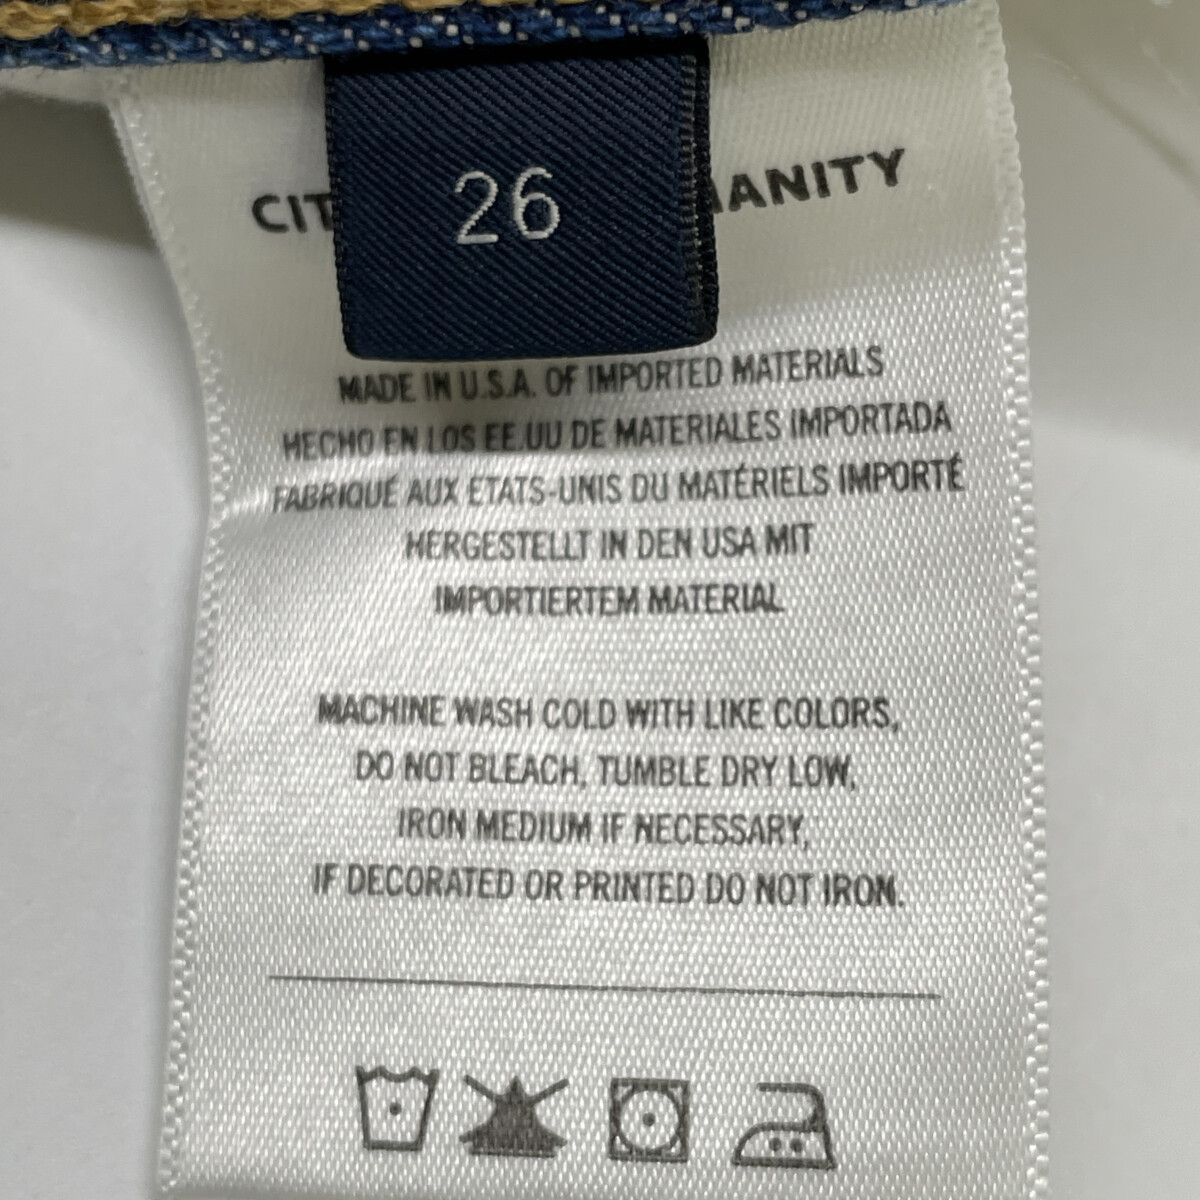 26
CIT ANITY
MADE IN U.S.A. OF IMPORTED MATERIALS
HECHO EN LOS EE.UU DE MATERIALES IMPORTADA
FABRIQUÉ AUX ETATS-UNIS DU MATÉRIELS IMPORTÉ
HERGESTELLT IN DEN USA MIT
IMPORTIERTEM MATERIAL
MACHINE WASH COLD WITH LIKE COLORS,
DO NOT BLEACH, TUMBLE DRY LOW,
IRON MEDIUM IF NECESSARY,
IF DECORATED OR PRINTED DO NOT IRON.